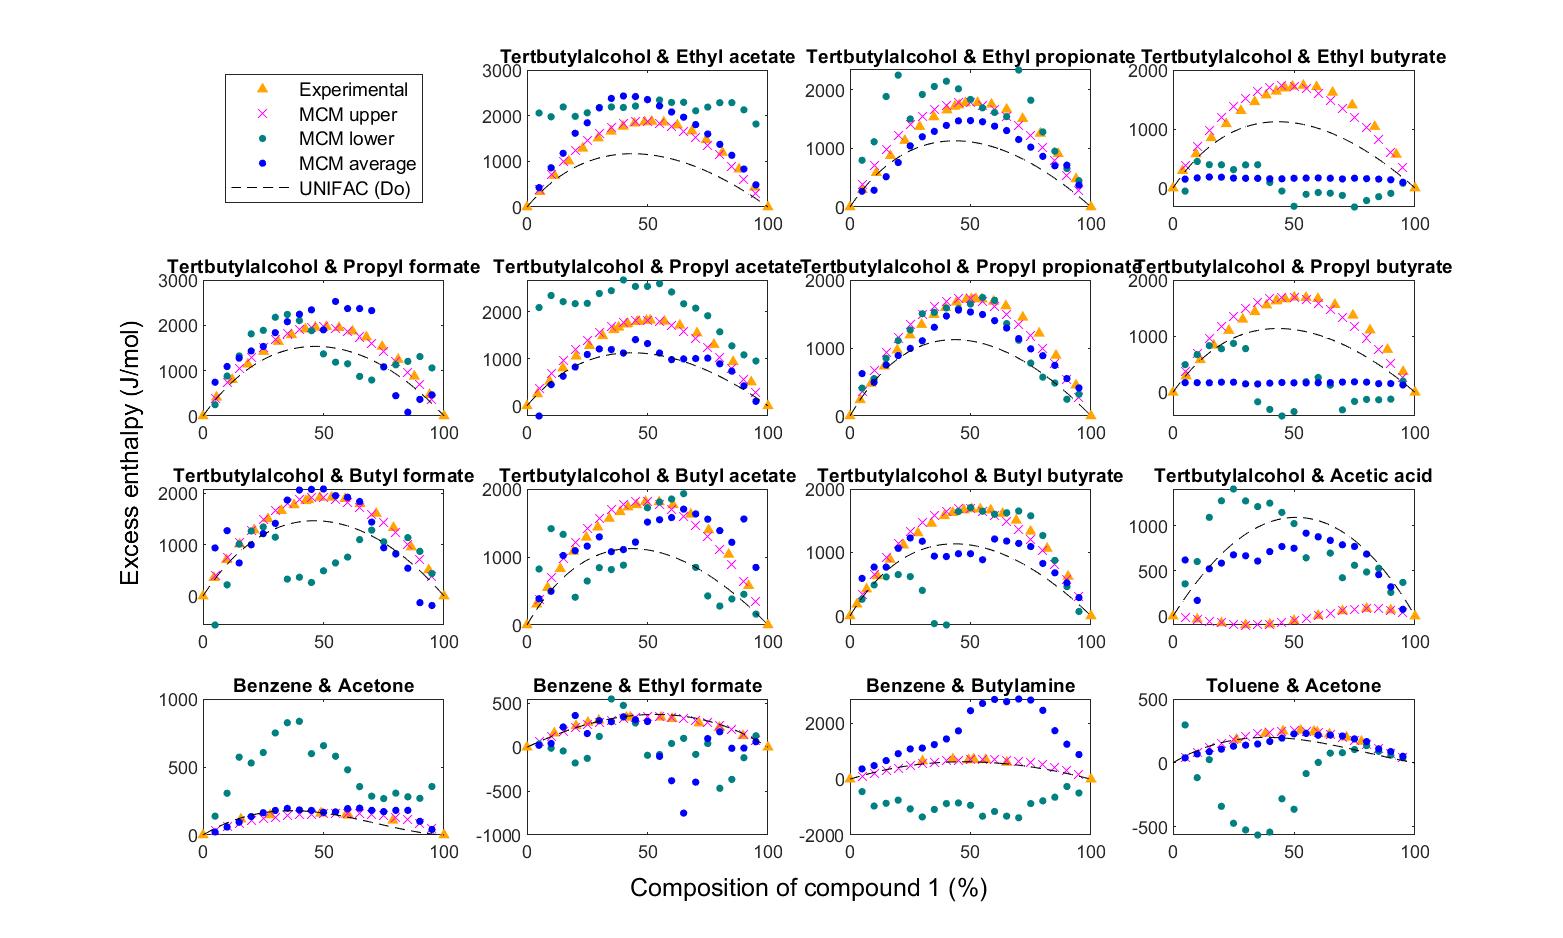 Experimental
MCM upper
MCM lower
MCM average
UNIFAC (Do)
Tertbutylalcohol & Ethyl acetate
3000
2000
1000
0
0 50 100
Tertbutylalcohol & Ethyl propionate
2000
1000
0
0 50 100
Tertbutylalcohol & Ethyl butyrate
2000
1000
0
0 50 100
Tertbutylalcohol & Propyl formate
3000
2000
1000
0
0 50 100
Tertbutylalcohol & Propyl acetate
2000
1000
0
0 50 100
Tertbutylalcohol & Propyl propionate
2000
1000
0
0 50 100
Tertbutylalcohol & Propyl butyrate
2000
1000
0
0 50 100
Excess enthalpy (J/mol)
Tertbutylalcohol & Butyl formate
2000
1000
0
0 50 100
Tertbutylalcohol & Butyl acetate
2000
1000
0
0 50 100
Tertbutylalcohol & Butyl butyrate
2000
1000
0
0 50 100
Tertbutylalcohol & Acetic acid
1000
500
0
0 50 100
Benzene & Acetone
1000
500
0
0 50 100
Benzene & Ethyl formate
500
0
-500
-1000
0 50 100
Benzene & Butylamine
2000
0
-2000
0 50 100
Toluene & Acetone
500
0
-500
0 50 100
Composition of compound 1 (%)